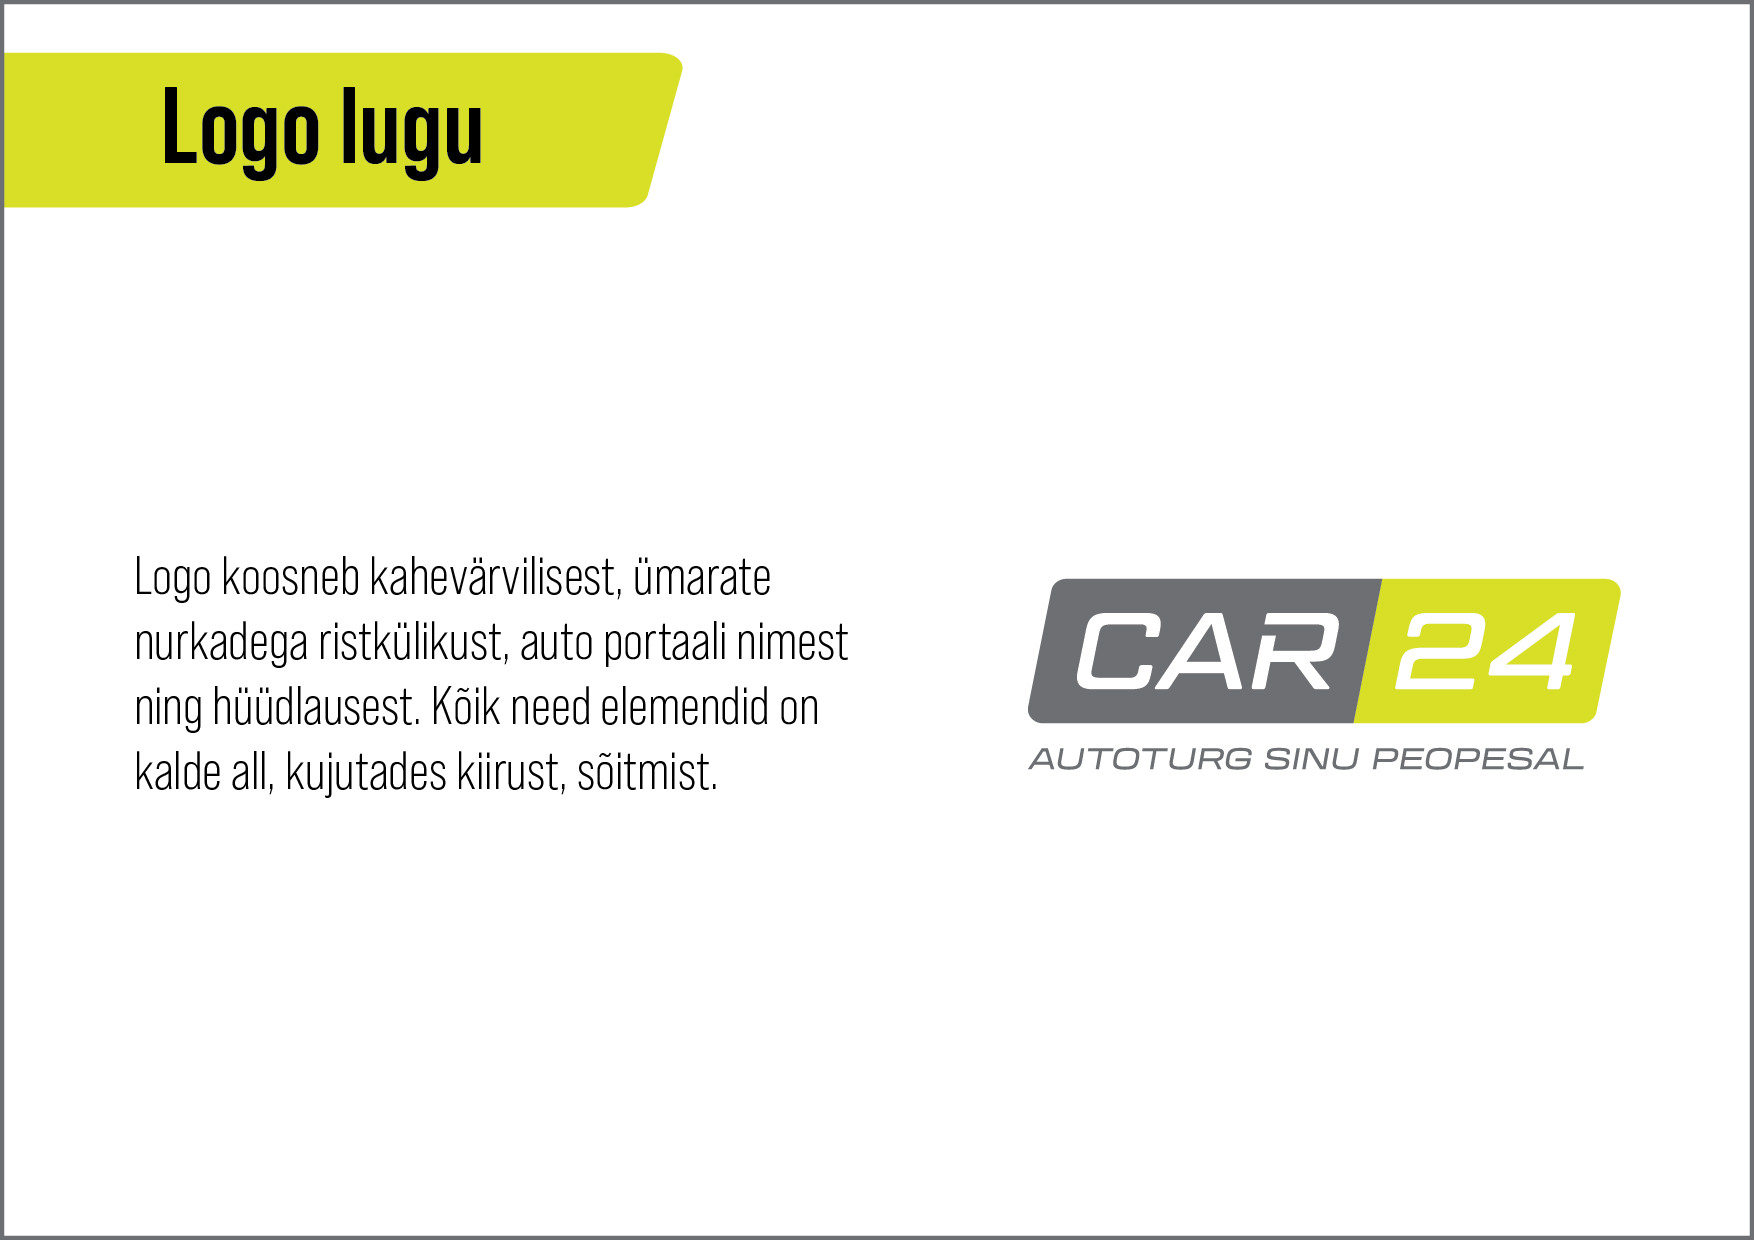 Logo lugu
Logo koosneb kahevärvilisest, ümarate
nurkadega ristkülikust, auto portaali nimest
ning hüüdlausest. Kõik need elemendid on
kalde all, kujutades kiirust, sõitmist.
CAR 24
AUTOTURG SINU PEOPESAL